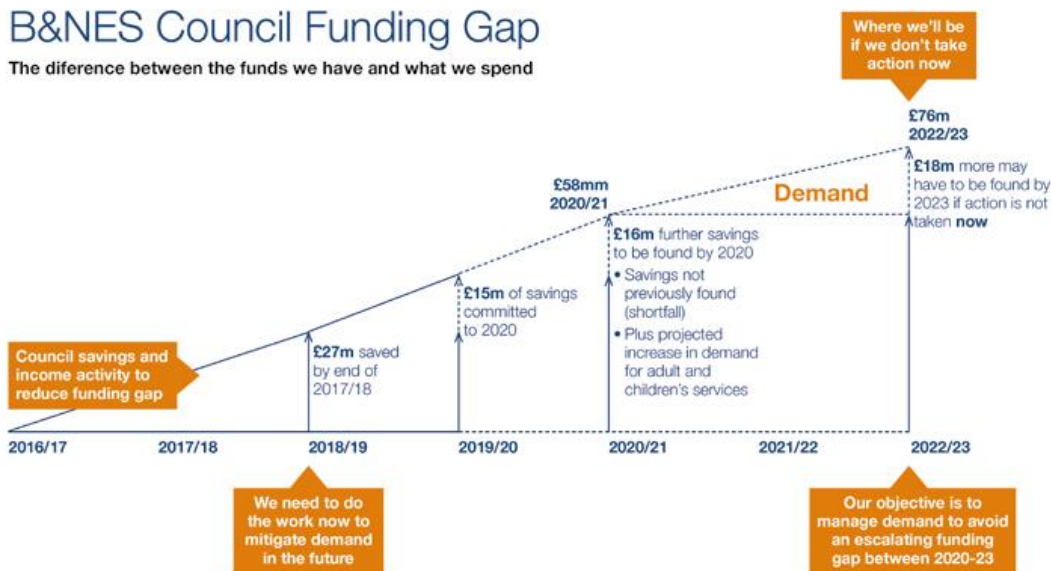 B&NES Council Funding Gap
The diference between the funds we have and what we spend
Where we'll be
if we don't take
action now
£76m
2022/23
£18m more may
have to be found by
2023 if action is not
taken now
£58mm
2020/21
Demand
£16m further savings
to be found by 2020
• Savings not
previously found
(shortfall)
• Plus projected
increase in demand
for adult and
children's services
£15m of savings
committed
to 2020
£27m saved
by end of
2017/18
Council savings and
income activity to
reduce funding gap
2016/17 2017/18 2018/19 2019/20 2020/21 2021/22 2022/23
We need to do
the work now to
mitigate demand
in the future
Our objective is to
manage demand to avoid
an escalating funding
gap between 2020-23